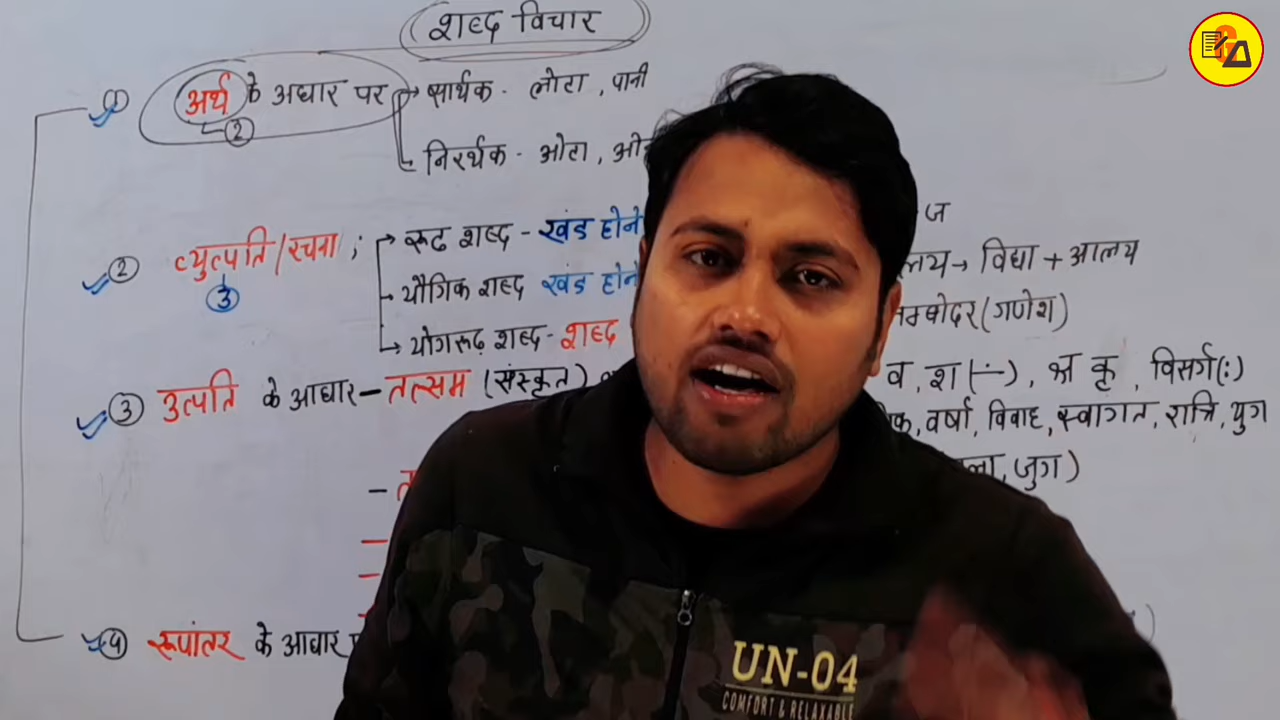 शब्द विचार
① अर्थ के अधार पर → सार्थक - लोटा, पानी
②
निरर्थक - ओटा,
② व्युत्पति/रचना ; → रूढ शब्द - खंड होने ज
③
→ यौगिक शब्द खंड होने लय → विद्या + आलय
→ योगरूढ़ शब्द - शब्द म्बोदर (गणेश)
③ उत्पति के आधार - तत्सम (संस्कृत) व, श (÷), अ कृ, विसर्ग(:)
वर्षा, विवाह, स्वागत, रात्रि, युग
जुग)
④ रूपांतर के आधार
UN-04
COMFORT & RELAXABLE